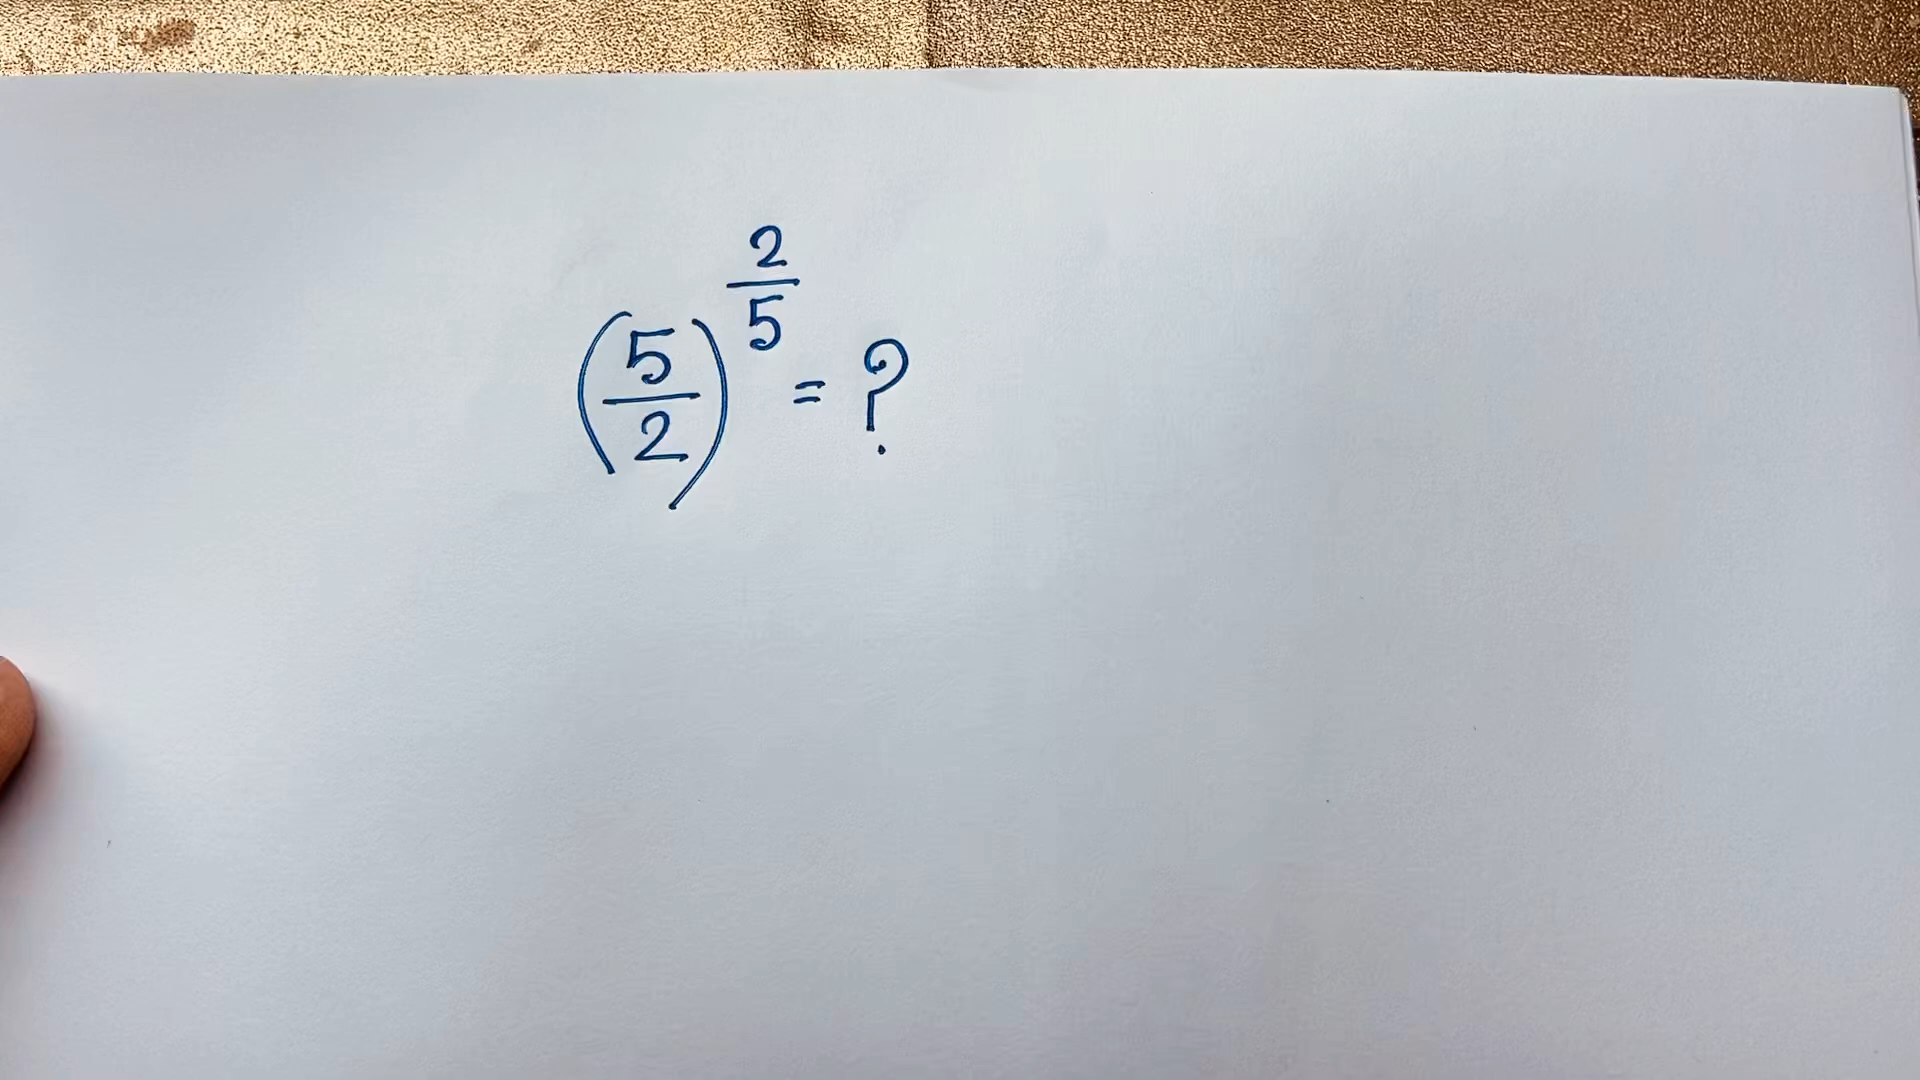 (5/2)^(2/5) = ?